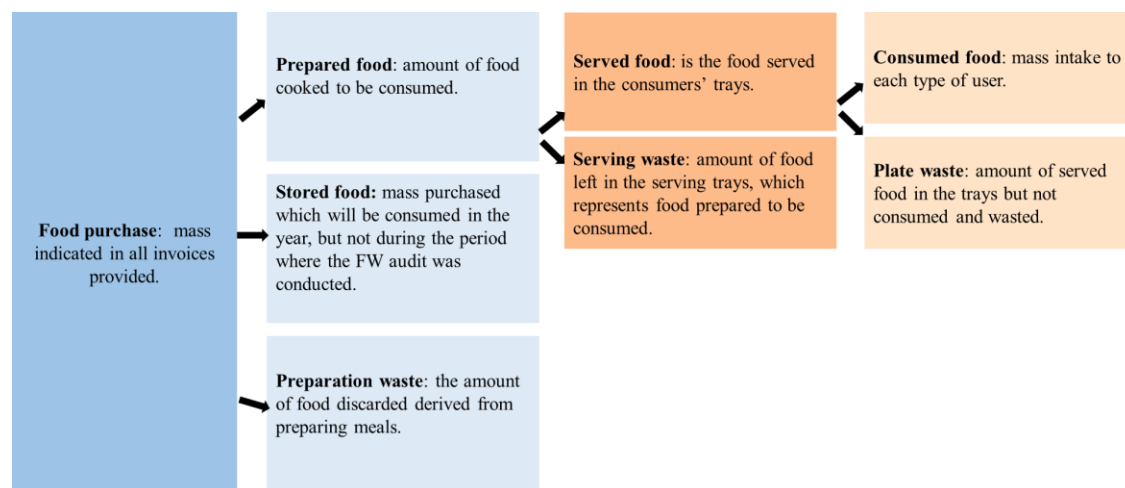 Food purchase: mass
indicated in all invoices
provided.
Prepared food: amount of food
cooked to be consumed.
Stored food: mass purchased
which will be consumed in the
year, but not during the period
where the FW audit was
conducted.
Preparation waste: the amount
of food discarded derived from
preparing meals.
Served food: is the food served
in the consumers’ trays.
Serving waste: amount of food
left in the serving trays, which
represents food prepared to be
consumed.
Consumed food: mass intake to
each type of user.
Plate waste: amount of served
food in the trays but not
consumed and wasted.